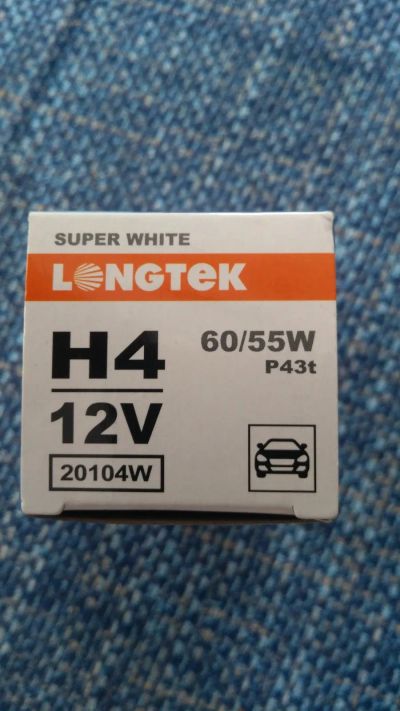 SUPER WHITE
LONGTEK
H4
12V
20104W
60/55W
P43t